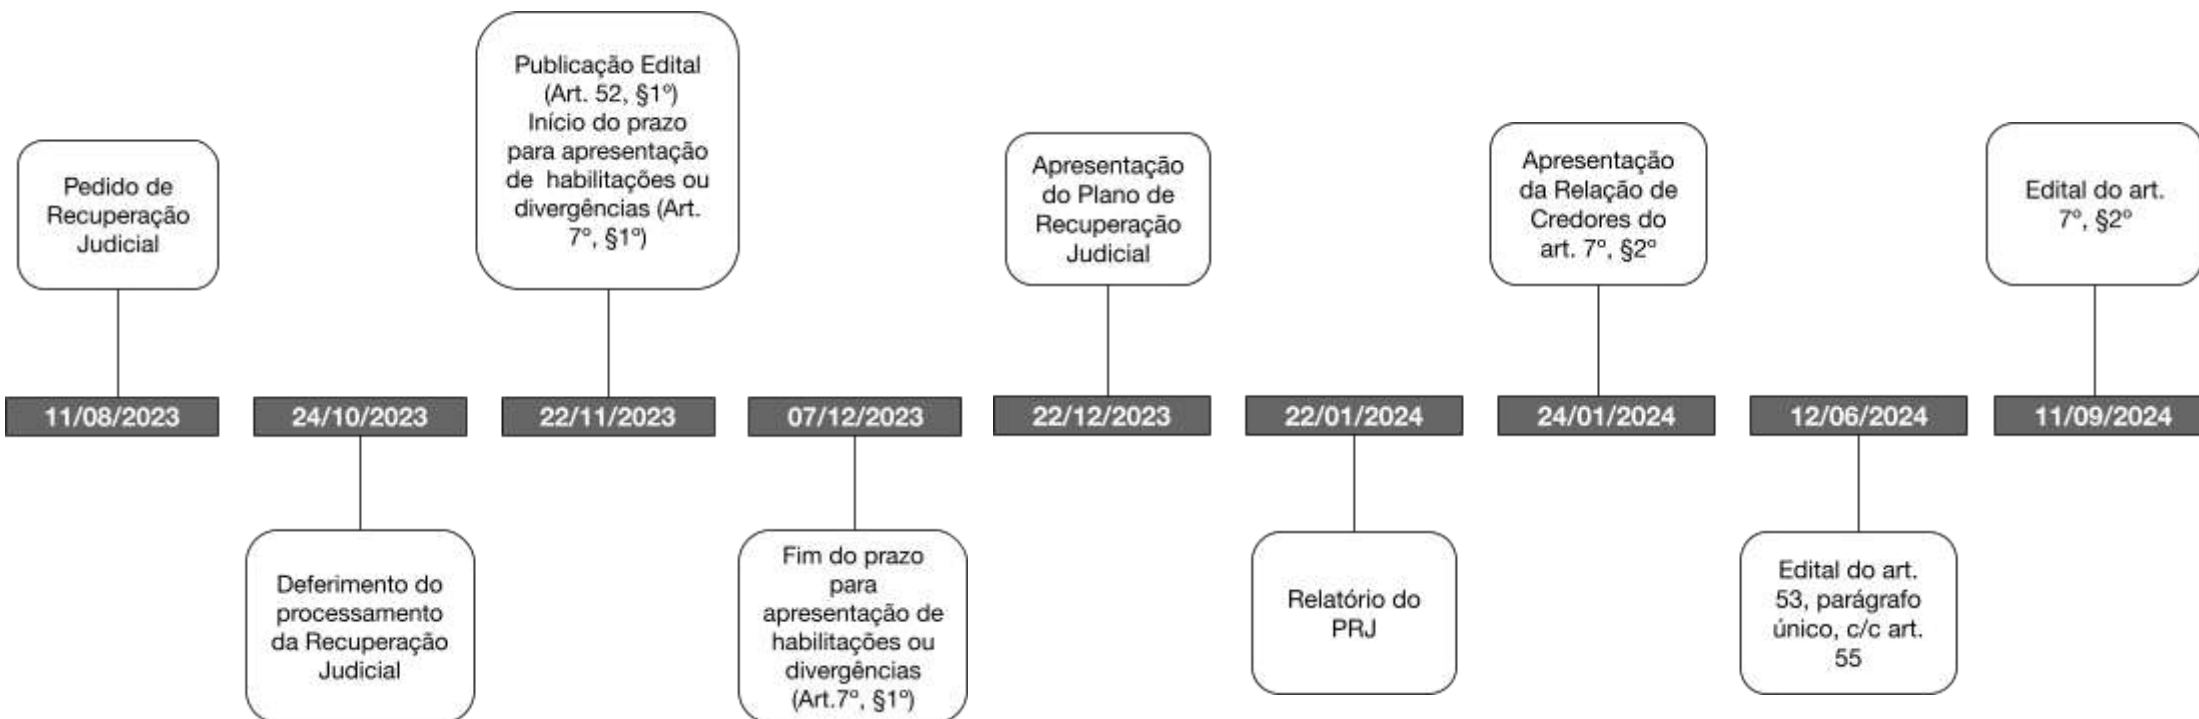 Pedido de
Recuperação
Judicial
11/08/2023
24/10/2023
Deferimento do
processamento
da Recuperação
Judicial
Publicação Edital
(Art. 52, §1º)
Início do prazo
para apresentação
de habilitações ou
divergências (Art.
7º, §1º)
22/11/2023
07/12/2023
Fim do prazo
para
apresentação de
habilitações ou
divergências
(Art.7º, §1º)
Apresentação
do Plano de
Recuperação
Judicial
22/12/2023
22/01/2024
Relatório do
PRJ
Apresentação
da Relação de
Credores do
art. 7º, §2º
24/01/2024
12/06/2024
Edital do art.
53, parágrafo
único, c/c art.
55
Edital do art.
7º, §2º
11/09/2024